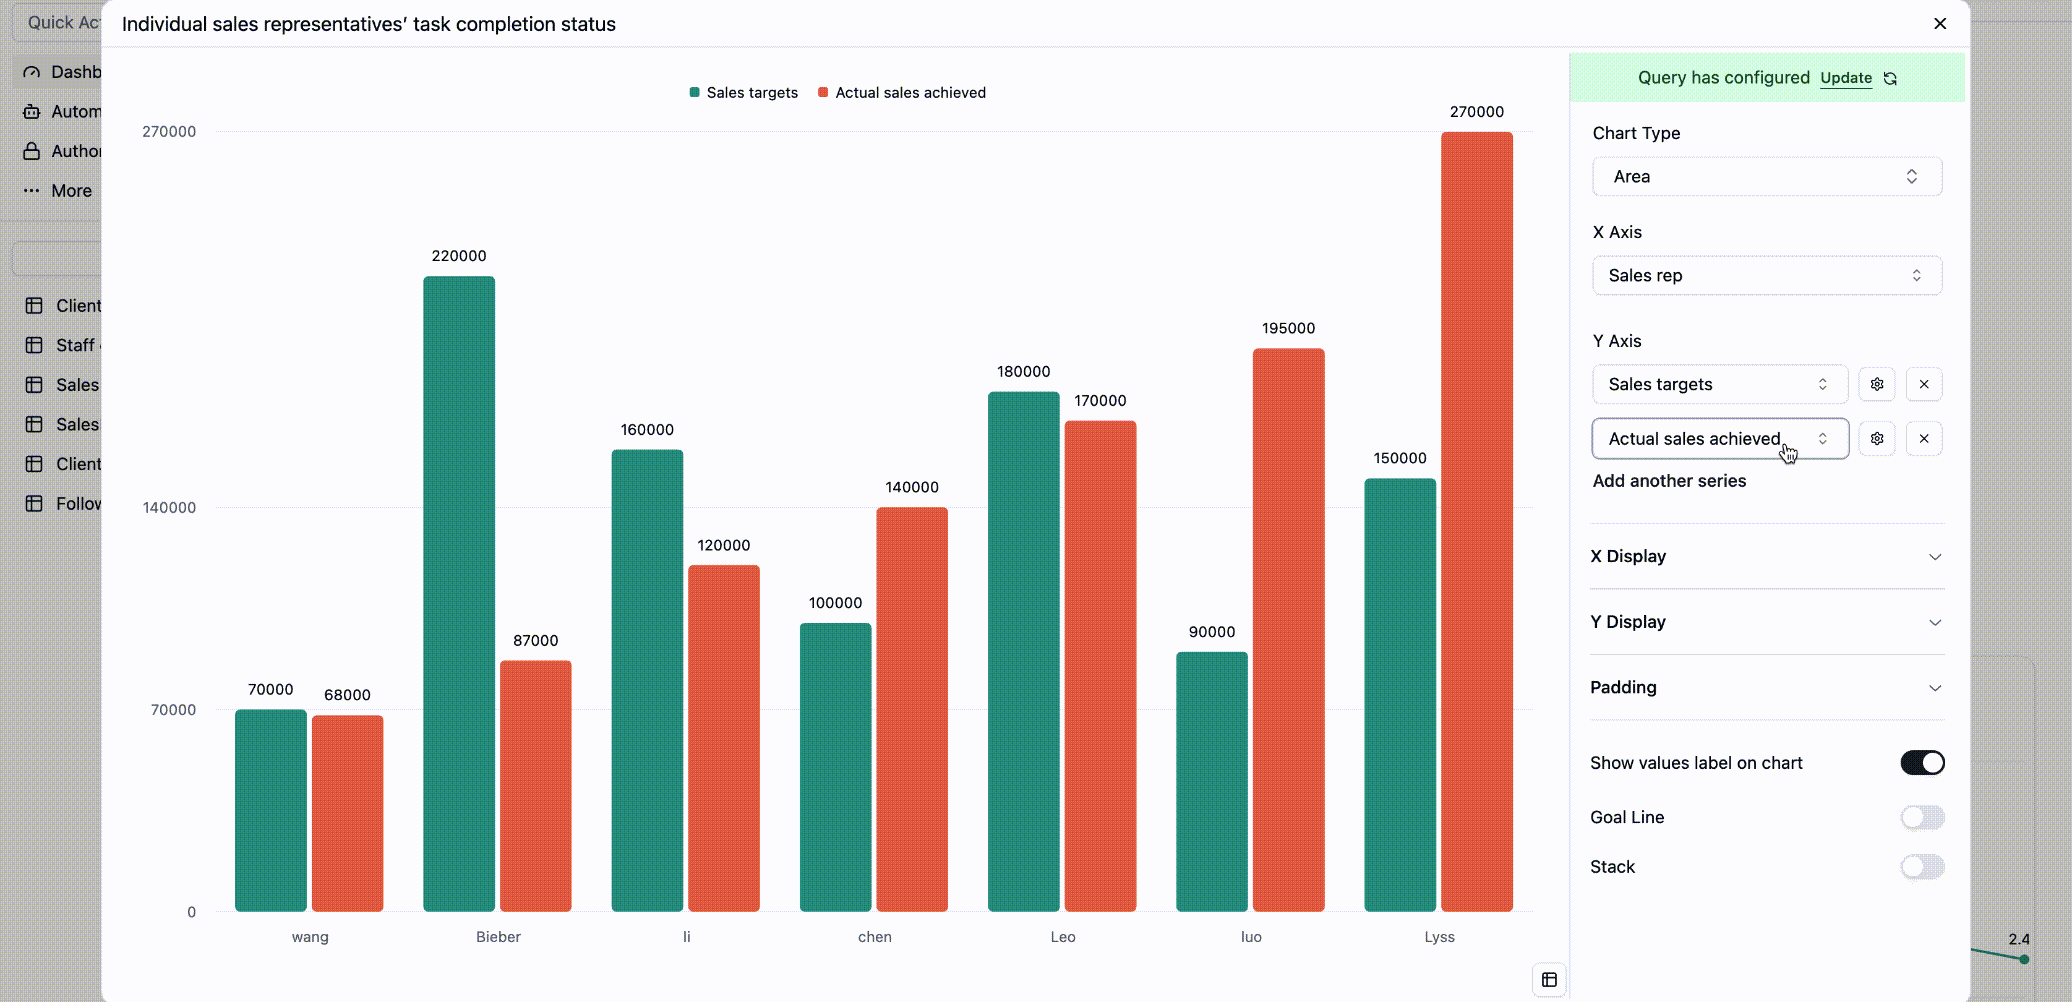 Individual sales representatives' task completion status
Quick Ac
Dashb
Autom
Author
More
Client
Staff
Sales
Sales
Client
Follow
Sales targets
Actual sales achieved
270000
140000
70000
0
70000
68000
220000
87000
160000
120000
100000
140000
180000
170000
90000
195000
150000
270000
wang
Bieber
li
chen
Leo
luo
Lyss
Query has configured Update
Chart Type
Area
X Axis
Sales rep
Y Axis
Sales targets
Actual sales achieved
Add another series
X Display
Y Display
Padding
Show values label on chart
Goal Line
Stack
2.4